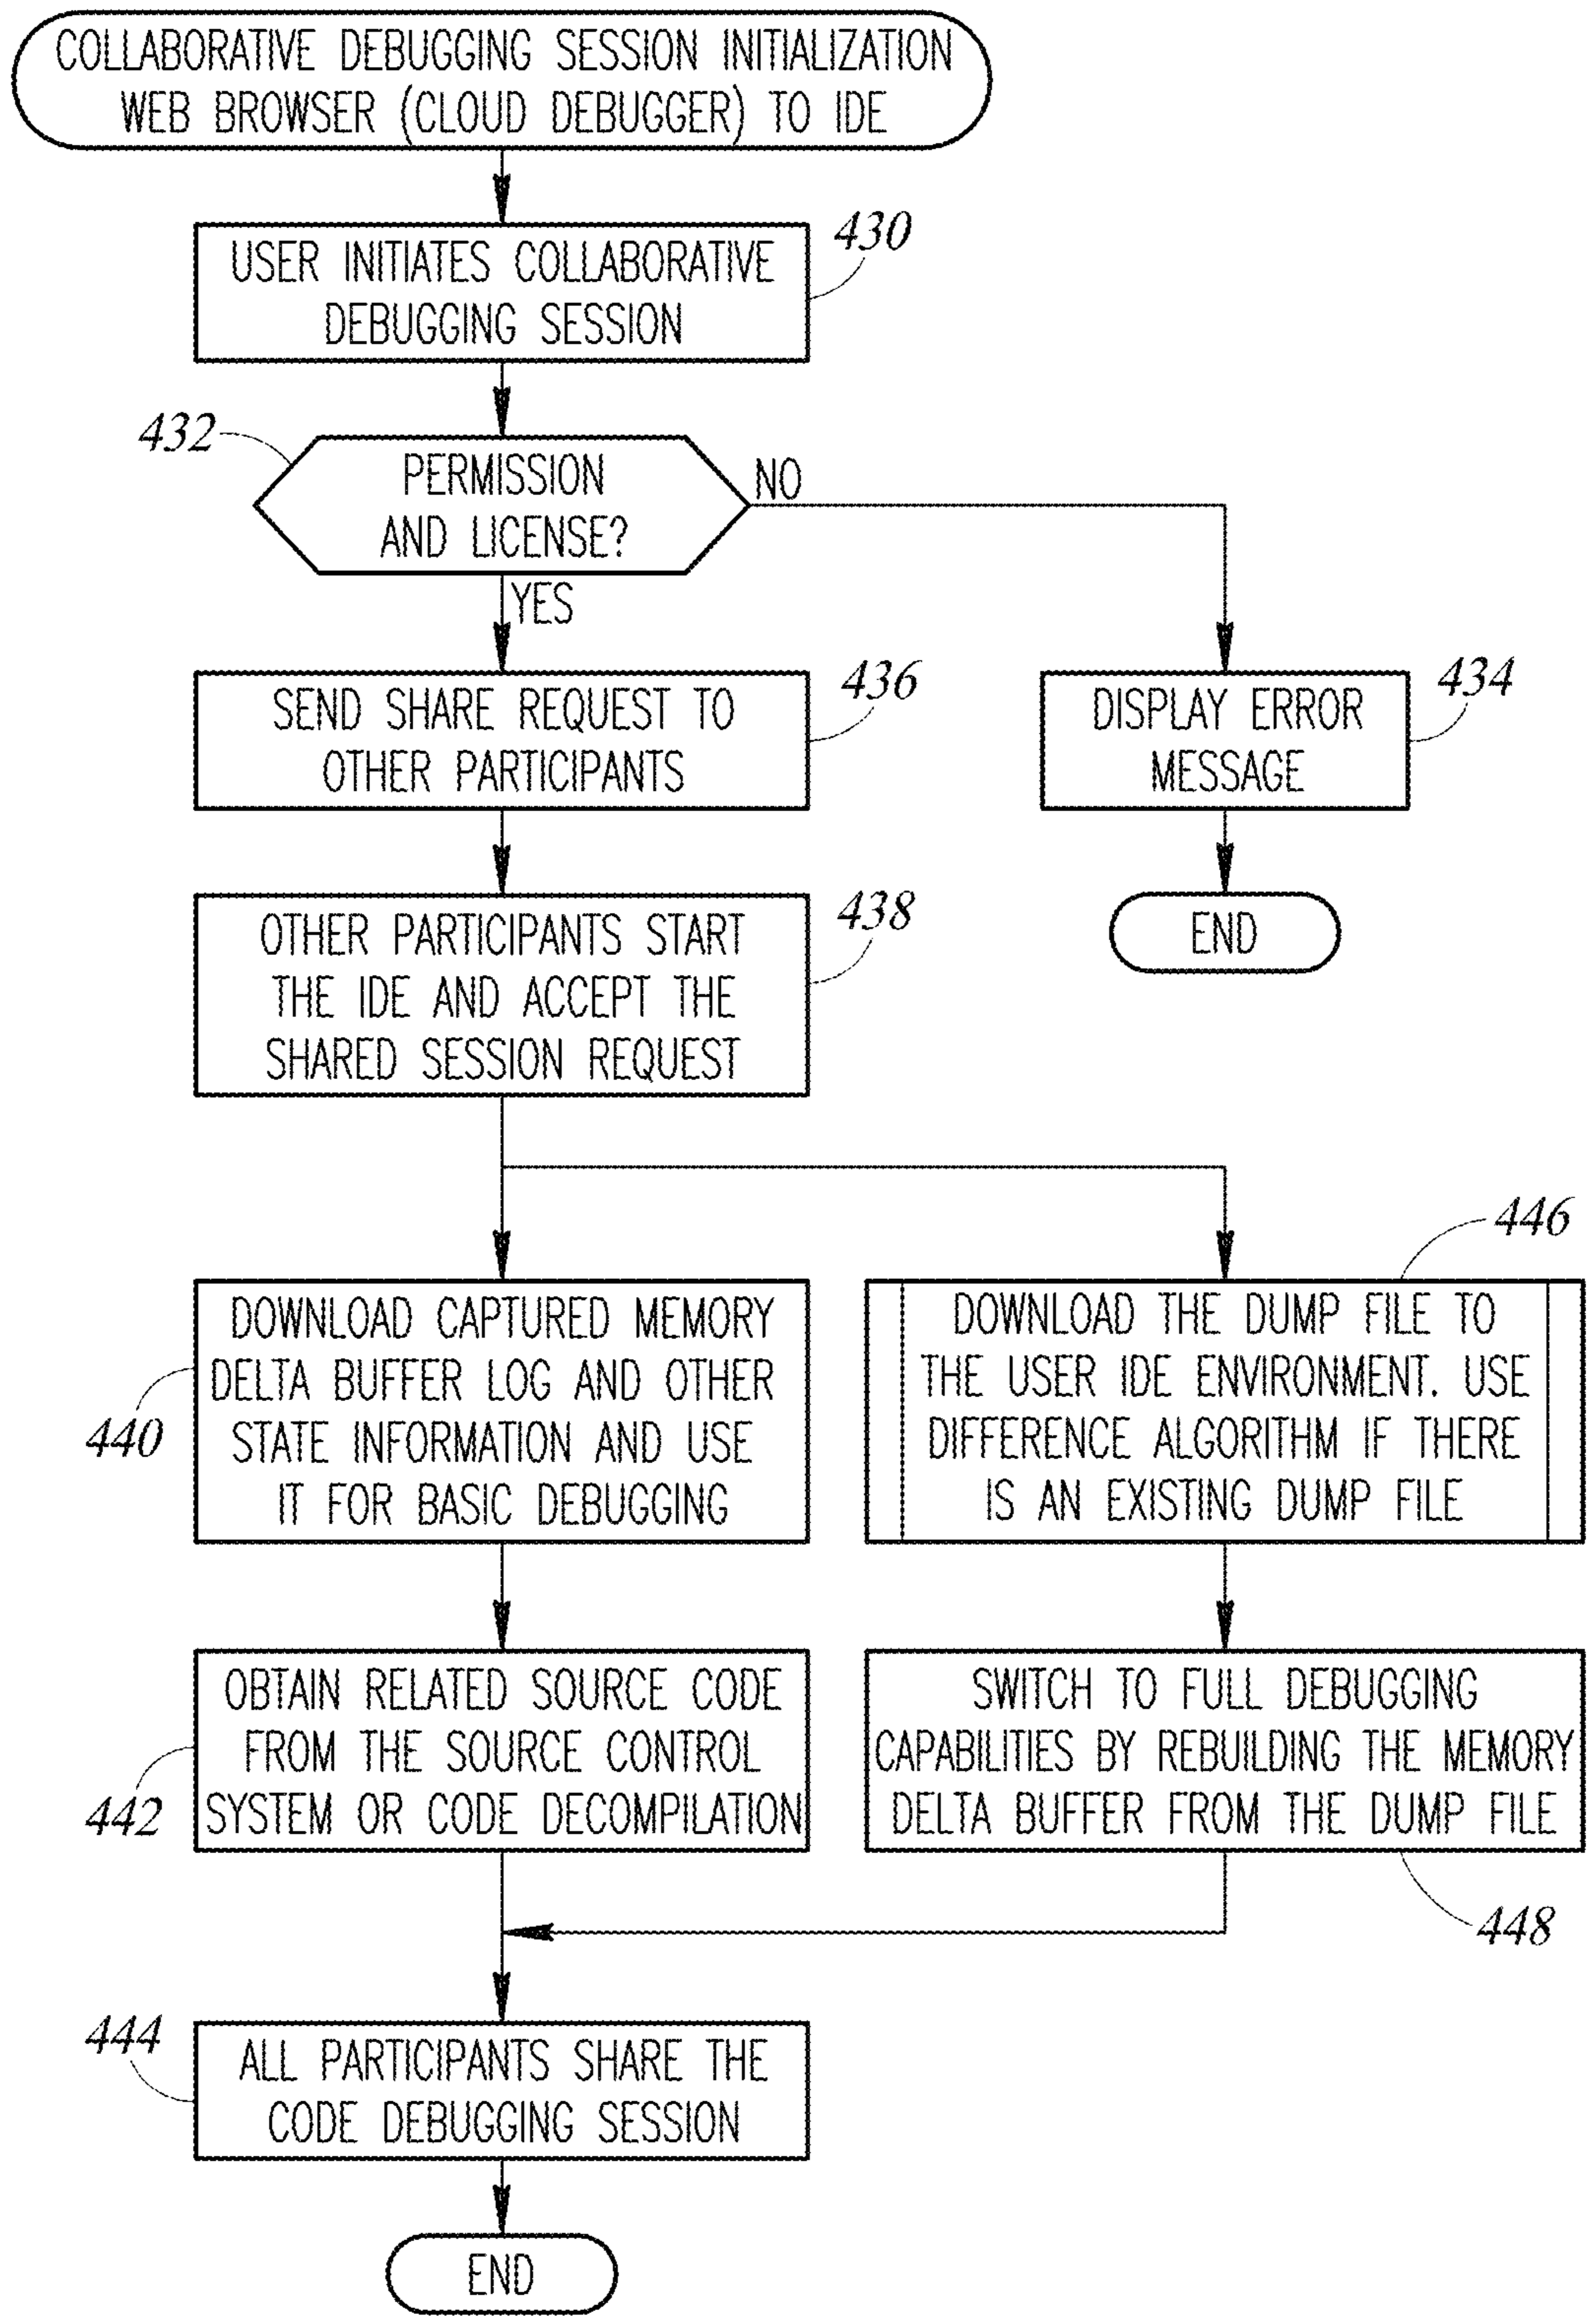 COLLABORATIVE DEBUGGING SESSION INITIALIZATION
WEB BROWSER (CLOUD DEBUGGER) TO IDE
430
USER INITIATES COLLABORATIVE
DEBUGGING SESSION
432
PERMISSION
AND LICENSE?
NO
YES
436
SEND SHARE REQUEST TO
OTHER PARTICIPANTS
434
DISPLAY ERROR
MESSAGE
438
OTHER PARTICIPANTS START
THE IDE AND ACCEPT THE
SHARED SESSION REQUEST
END
440
DOWNLOAD CAPTURED MEMORY
DELTA BUFFER LOG AND OTHER
STATE INFORMATION AND USE
IT FOR BASIC DEBUGGING
446
DOWNLOAD THE DUMP FILE TO
THE USER IDE ENVIRONMENT. USE
DIFFERENCE ALGORITHM IF THERE
IS AN EXISTING DUMP FILE
442
OBTAIN RELATED SOURCE CODE
FROM THE SOURCE CONTROL
SYSTEM OR CODE DECOMPILATION
SWITCH TO FULL DEBUGGING
CAPABILITIES BY REBUILDING THE MEMORY
DELTA BUFFER FROM THE DUMP FILE
448
444
ALL PARTICIPANTS SHARE THE
CODE DEBUGGING SESSION
END